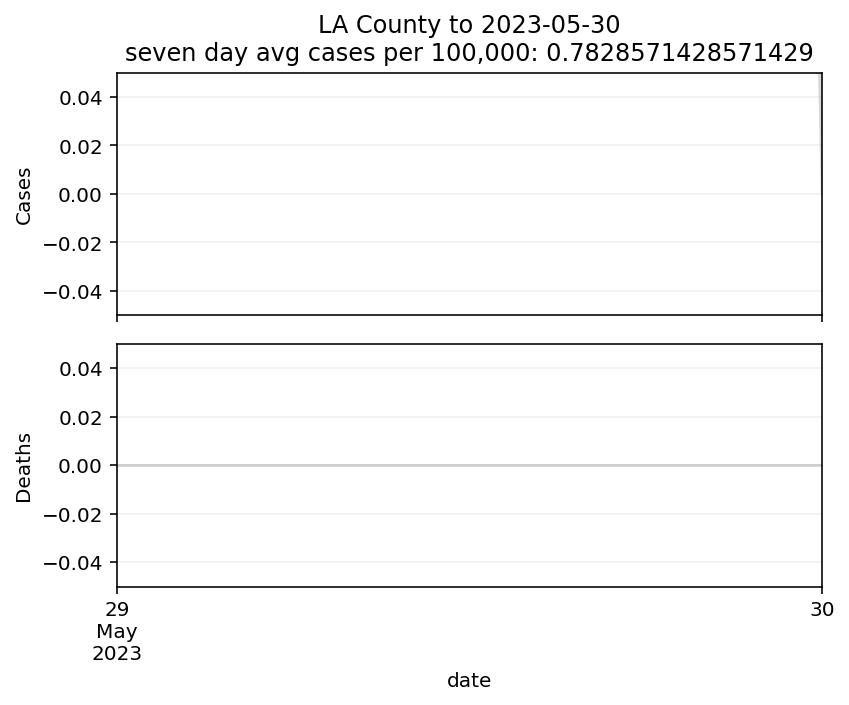 LA County to 2023-05-30
seven day avg cases per 100,000: 0.7828571428571429
0.04
0.02
0.00
−0.02
−0.04
Cases
0.04
0.02
0.00
−0.02
−0.04
Deaths
29
May
2023
30
date